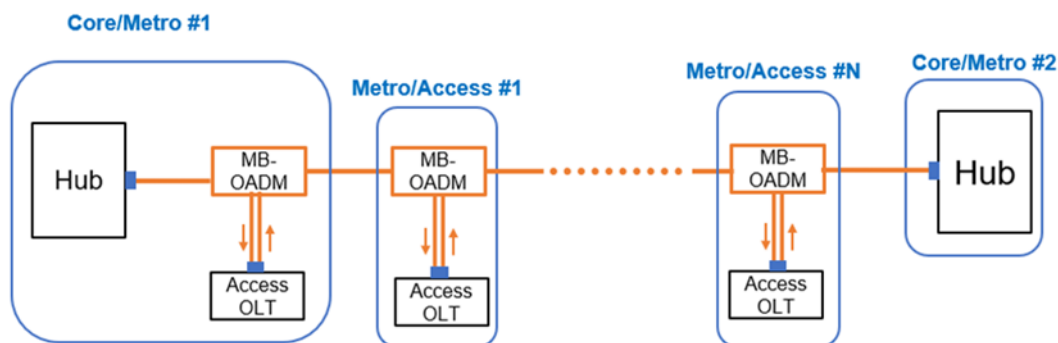 Core/Metro #1
Metro/Access #1
Metro/Access #N
Core/Metro #2
Hub
MB-
OADM
MB-
OADM
MB-
OADM
Hub
Access
OLT
Access
OLT
Access
OLT